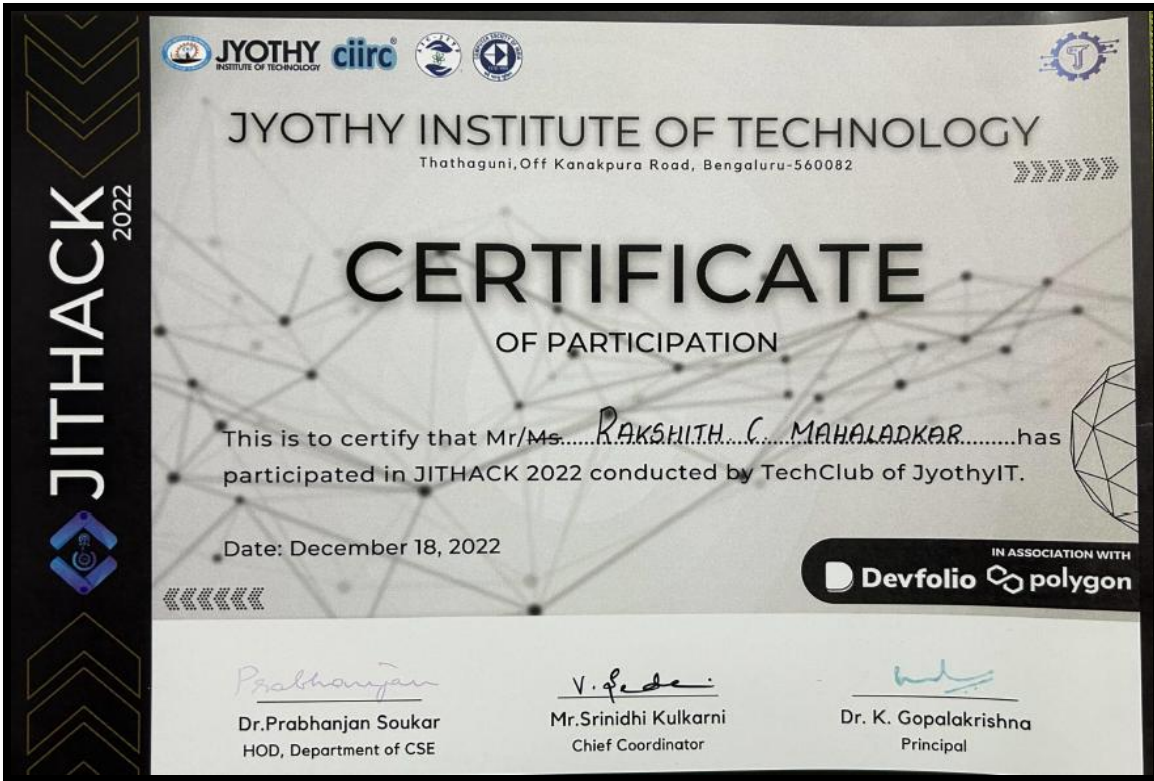 JYOTHY
INSTITUTE OF TECHNOLOGY
ciirc®
JYOTHY INSTITUTE OF TECHNOLOGY
Thathaguni,Off Kanakpura Road, Bengaluru-560082
JITHACK
2022
CERTIFICATE
OF PARTICIPATION
This is to certify that Mr/Ms.....RAKSHITH C. MAHALADKAR.......has
participated in JITHACK 2022 conducted by TechClub of JyothyIT.
Date: December 18, 2022
IN ASSOCIATION WITH
Devfolio polygon
Prabhanjan
Dr.Prabhanjan Soukar
HOD, Department of CSE
Mr.Srinidhi Kulkarni
Chief Coordinator
Dr. K. Gopalakrishna
Principal